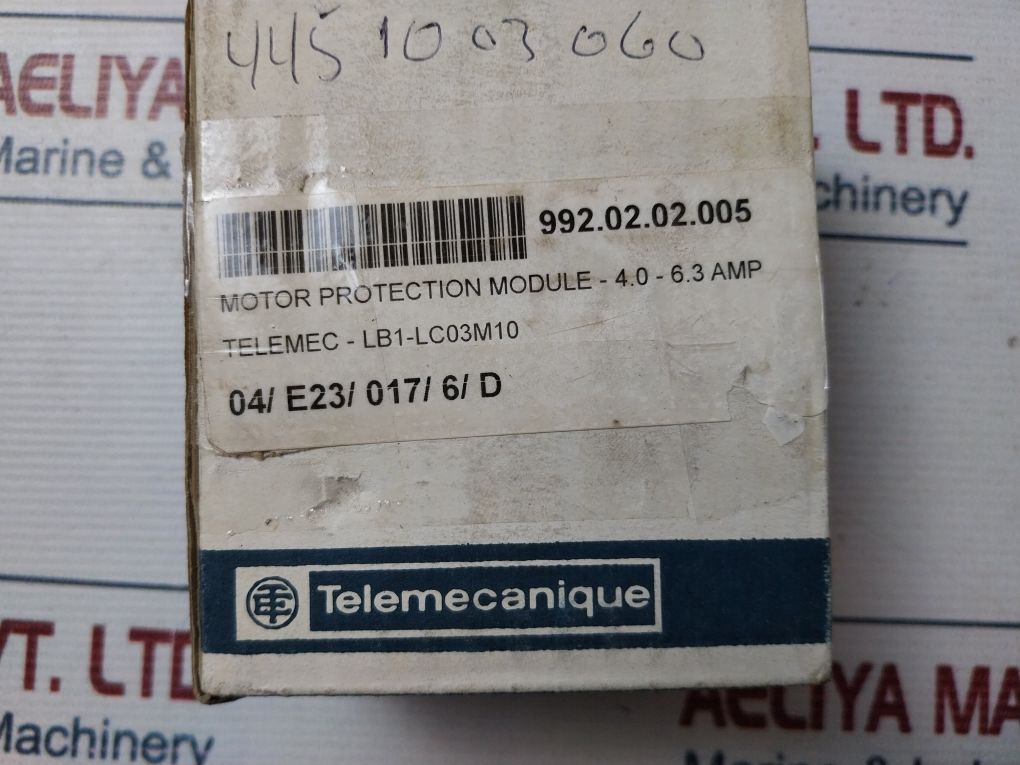 445 10 03 060
AELIYA
Marine &
. LTD.
chinery
992.02.02.005
MOTOR PROTECTION MODULE - 4.0 - 6.3 AMP
TELEMEC - LB1-LC03M10
04/ E23/ 017/ 6/ D
Telemecanique
VT. LTD
Machinery
AELIYA MA